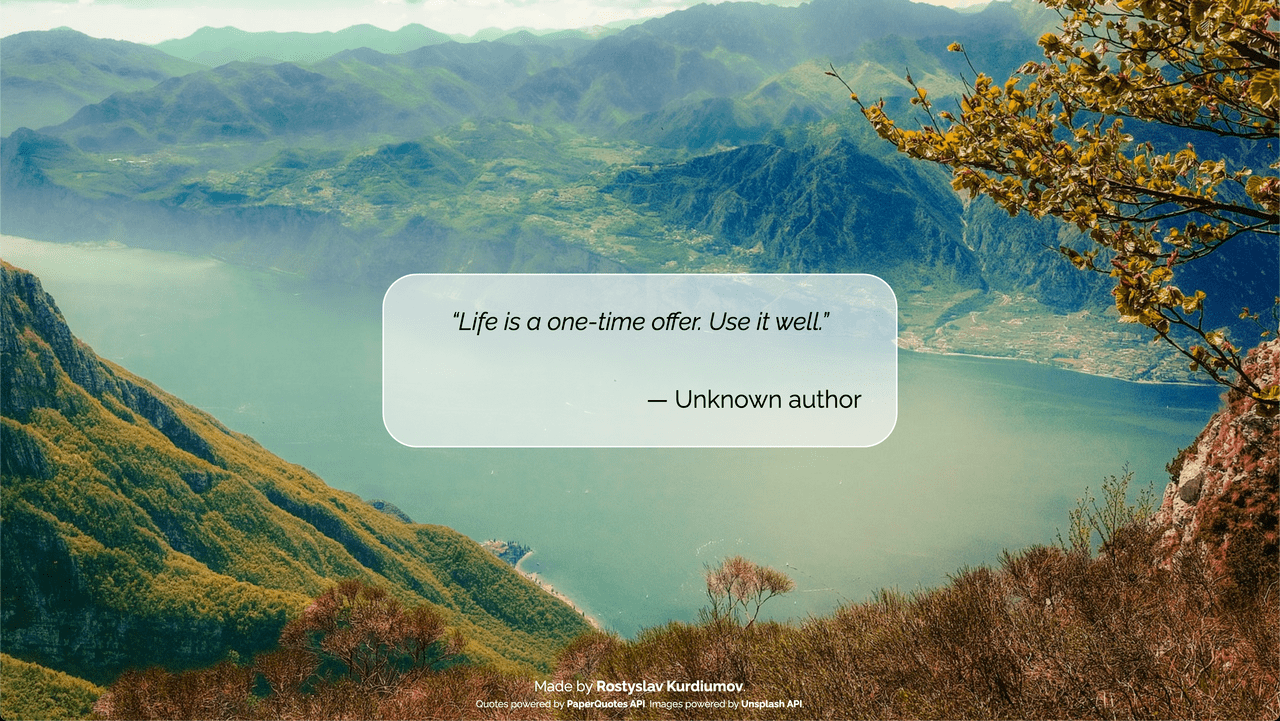 “Life is a one-time offer. Use it well.”
— Unknown author
Made by Rostyslav Kurdiumov.
Quotes powered by PaperQuotes API. Images powered by Unsplash API.